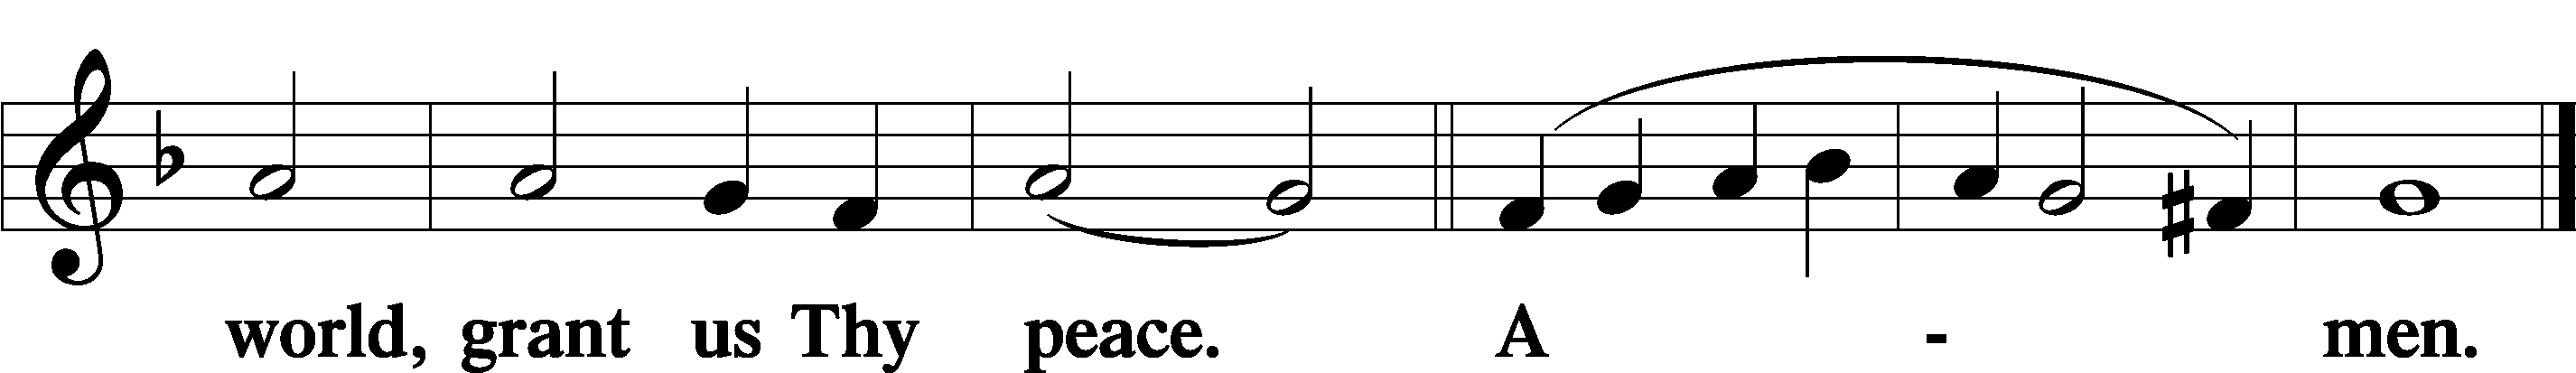 world, grant us Thy peace. A - men.